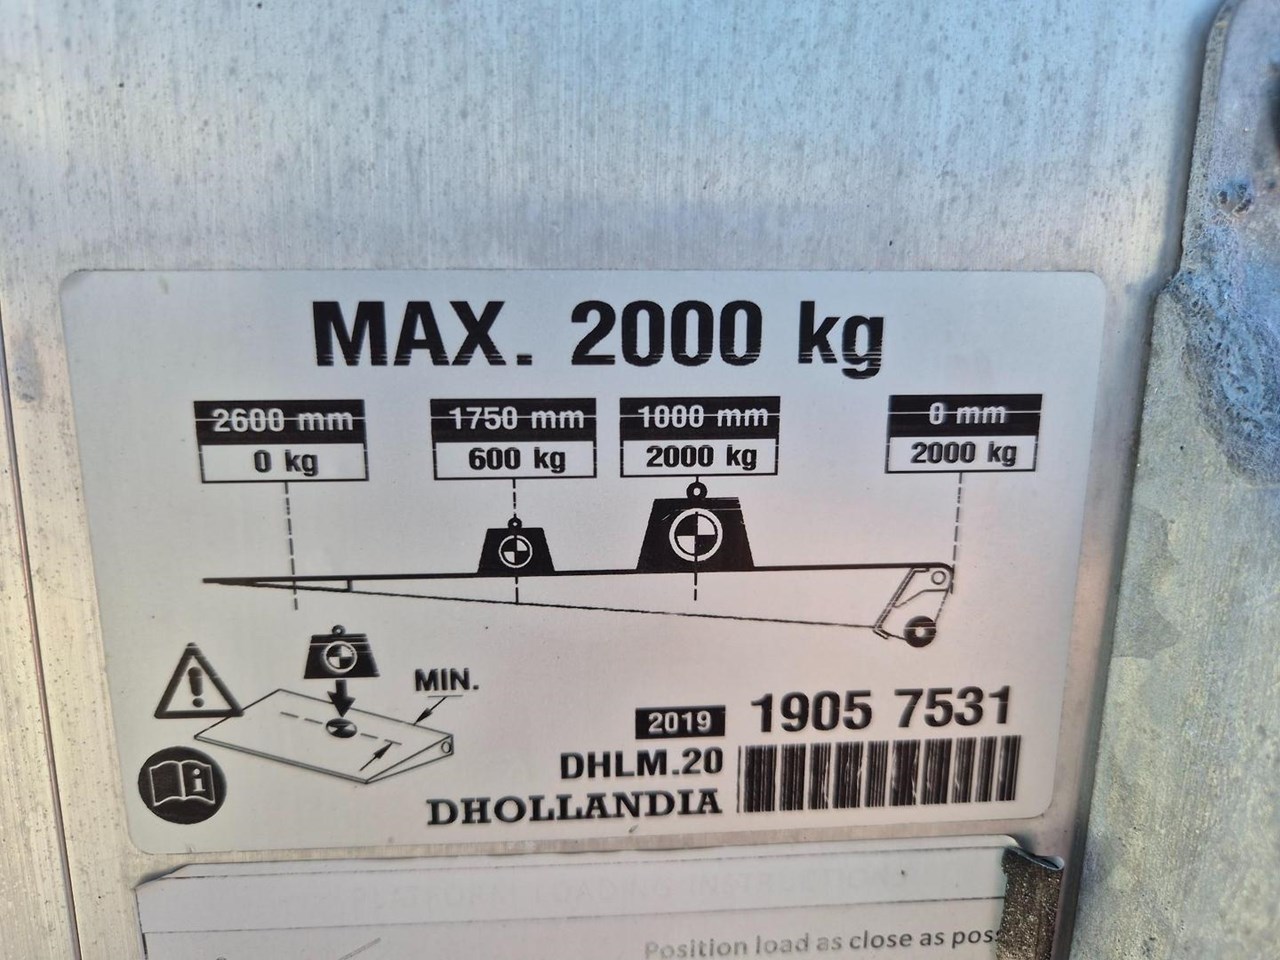 MAX. 2000 kg
2600 mm 1750 mm 1000 mm 0 mm
0 kg 600 kg 2000 kg 2000 kg
MIN.
2019 1905 7531
DHLM.20
DHOLLANDIA
Position load as close as